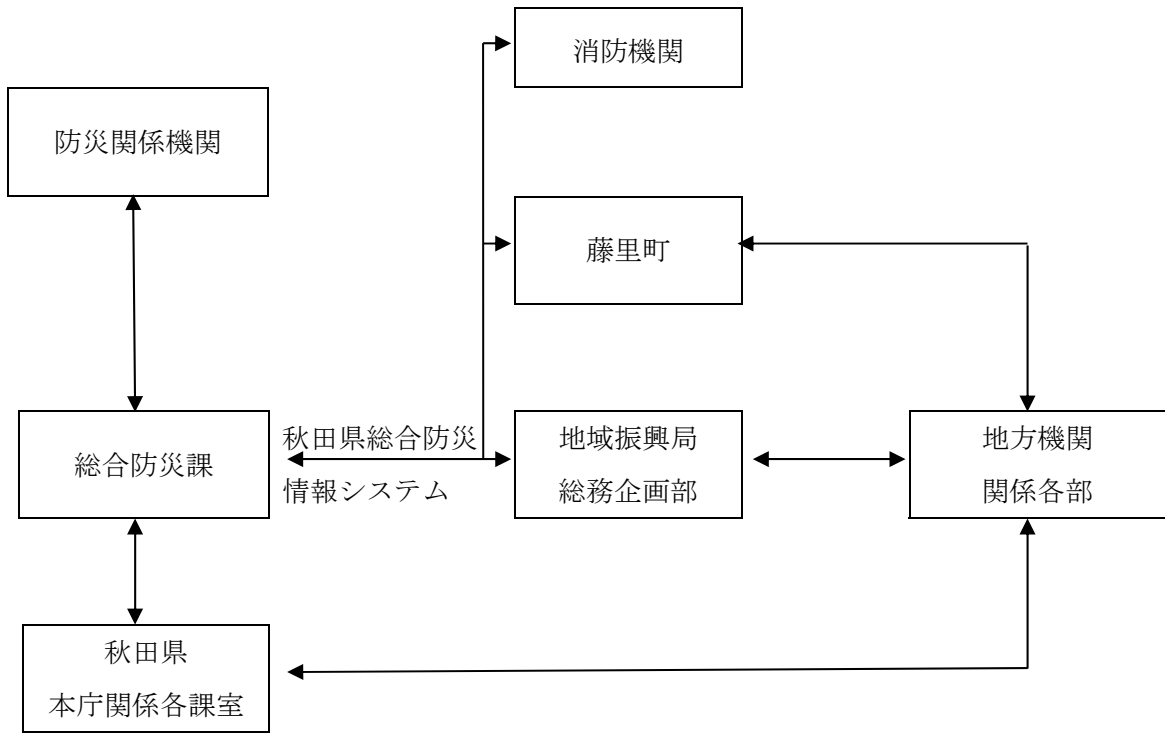 消防機関
防災関係機関
藤里町
総合防災課
秋田県総合防災
情報システム
地域振興局
総務企画部
地方機関
関係各部
秋田県
本庁関係各課室